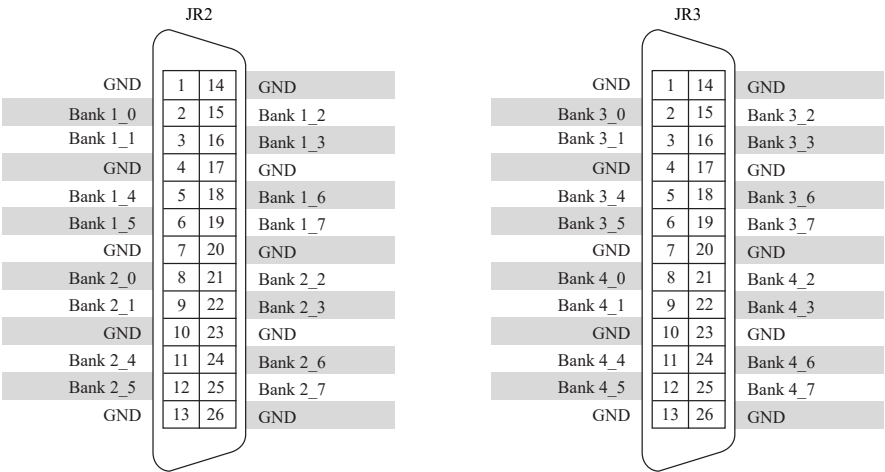 JR2
GND 1 14 GND
Bank 1_0 2 15 Bank 1_2
Bank 1_1 3 16 Bank 1_3
GND 4 17 GND
Bank 1_4 5 18 Bank 1_6
Bank 1_5 6 19 Bank 1_7
GND 7 20 GND
Bank 2_0 8 21 Bank 2_2
Bank 2_1 9 22 Bank 2_3
GND 10 23 GND
Bank 2_4 11 24 Bank 2_6
Bank 2_5 12 25 Bank 2_7
GND 13 26 GND
JR3
GND 1 14 GND
Bank 3_0 2 15 Bank 3_2
Bank 3_1 3 16 Bank 3_3
GND 4 17 GND
Bank 3_4 5 18 Bank 3_6
Bank 3_5 6 19 Bank 3_7
GND 7 20 GND
Bank 4_0 8 21 Bank 4_2
Bank 4_1 9 22 Bank 4_3
GND 10 23 GND
Bank 4_4 11 24 Bank 4_6
Bank 4_5 12 25 Bank 4_7
GND 13 26 GND